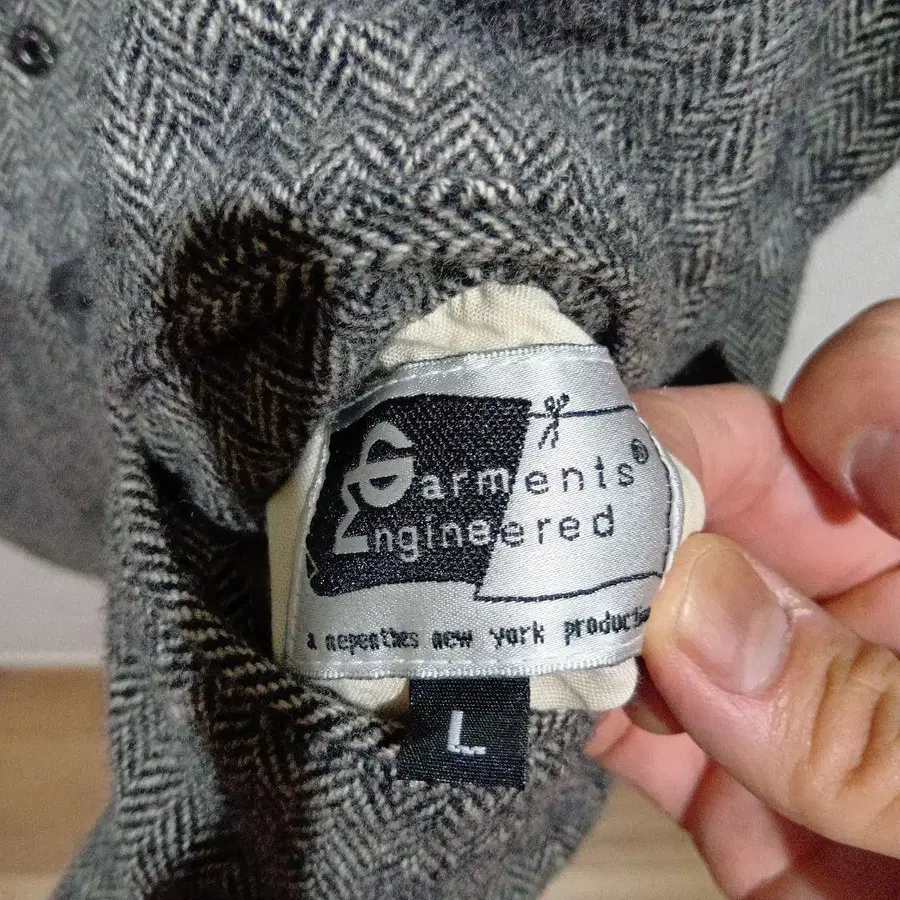 Garments®
Engineered
a nepenthes new york production
L